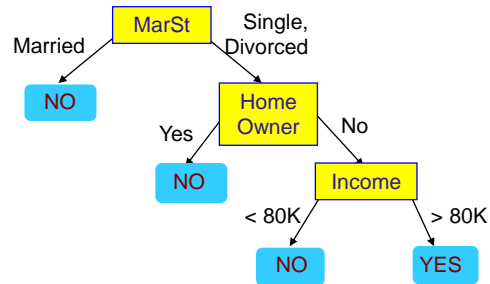 MarSt
Single,
Divorced
Married
NO
Home
Owner
Yes
No
NO
Income
< 80K
> 80K
NO
YES